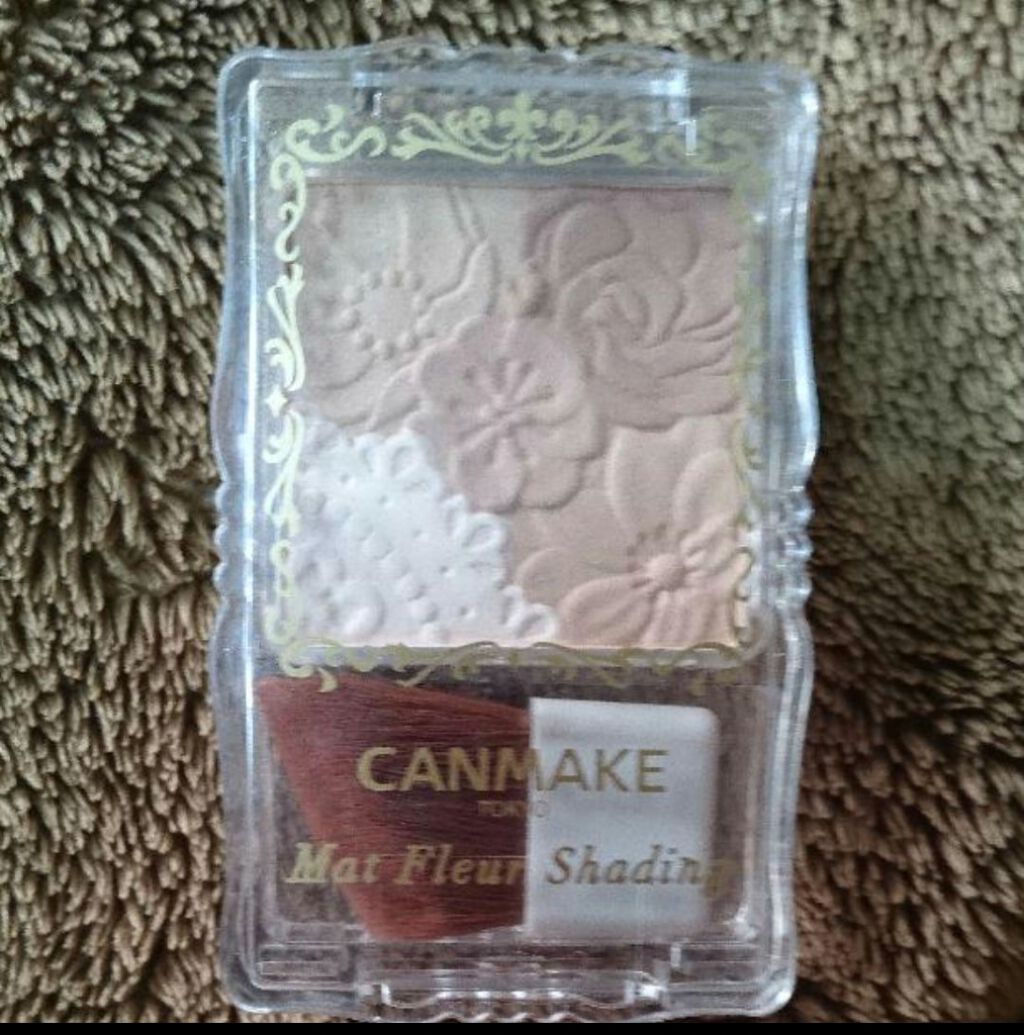 CANMAKE
TOKYO
Mat Fleur Shading